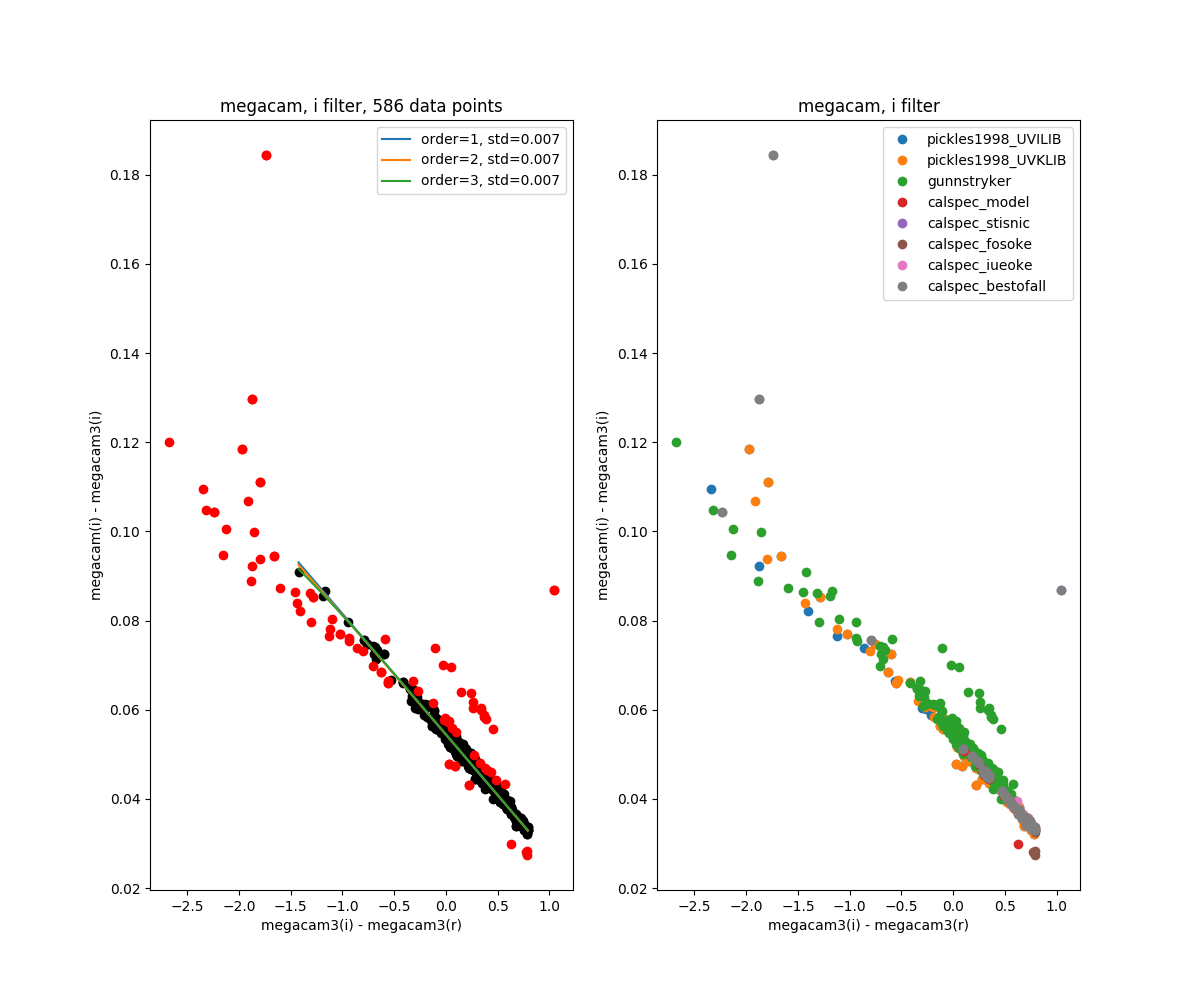 megacam, i filter, 586 data points
order=1, std=0.007
order=2, std=0.007
order=3, std=0.007
0.18
0.16
0.14
0.12
0.10
0.08
0.06
0.04
0.02
megacam(i) - megacam3(i)
−2.5 −2.0 −1.5 −1.0 −0.5 0.0 0.5 1.0
megacam3(i) - megacam3(r)
megacam, i filter
pickles1998_UVILIB
pickles1998_UVKLIB
gunnstryker
calspec_model
calspec_stisnic
calspec_fosoke
calspec_iueoke
calspec_bestofall
0.18
0.16
0.14
0.12
0.10
0.08
0.06
0.04
0.02
megacam(i) - megacam3(i)
−2.5 −2.0 −1.5 −1.0 −0.5 0.0 0.5 1.0
megacam3(i) - megacam3(r)